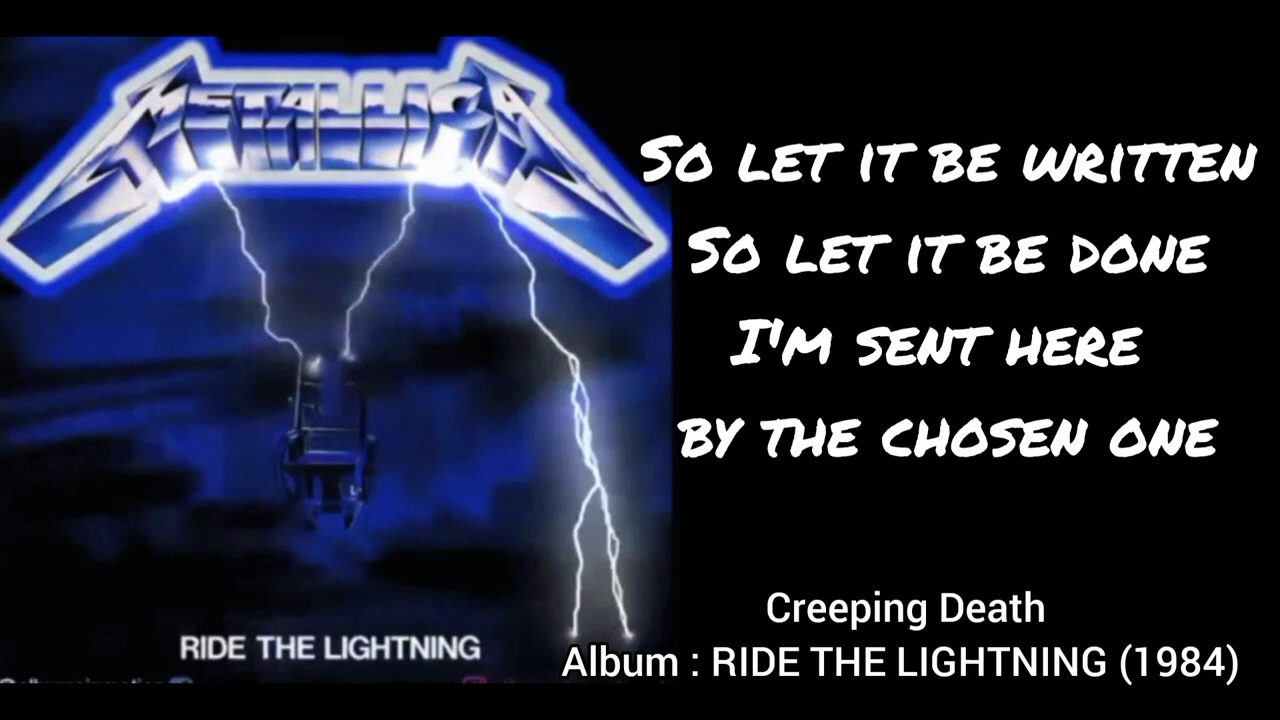 METALLICA
So let it be written
So let it be done
I'm sent here
by the chosen one
Creeping Death
RIDE THE LIGHTNING
Album : RIDE THE LIGHTNING (1984)